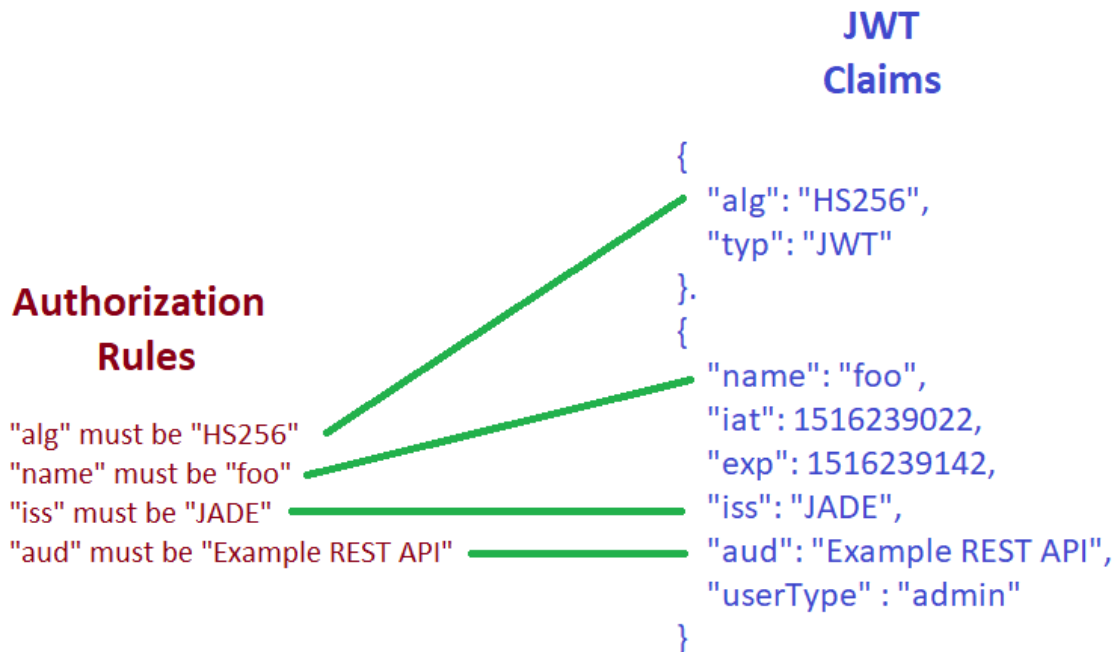 JWT
Claims
{
"alg": "HS256",
"typ": "JWT"
}.
{
"name": "foo",
"iat": 1516239022,
"exp": 1516239142,
"iss": "JADE",
"aud": "Example REST API",
"userType" : "admin"
}
Authorization
Rules
"alg" must be "HS256"
"name" must be "foo"
"iss" must be "JADE"
"aud" must be "Example REST API"